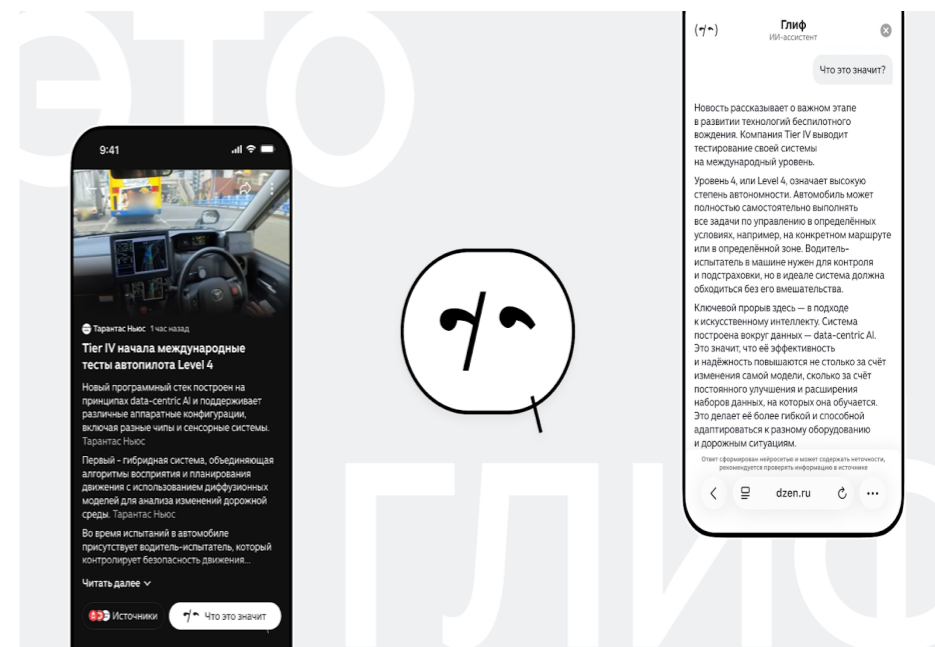 ЭТО
9:41
Тарантас Ньюс 1 час назад
Tier IV начала международные
тесты автопилота Level 4
Новый программный стек построен на
принципах data-centric AI и поддерживает
различные аппаратные конфигурации,
включая разные чипы и сенсорные системы.
Тарантас Ньюс
Первый - гибридная система, объединяющая
алгоритмы восприятия и планирования
движения с использованием диффузионных
моделей для анализа изменений дорожной
среды. Тарантас Ньюс
Во время испытаний в автомобиле
присутствует водитель-испытатель, который
контролирует безопасность движения...
Читать далее
Источники
Что это значит
Глиф
ИИ-ассистент
Что это значит?
Новость рассказывает о важном этапе
в развитии технологий беспилотного
вождения. Компания Tier IV выводит
тестирование своей системы
на международный уровень.
Уровень 4, или Level 4, означает высокую
степень автономности. Автомобиль может
полностью самостоятельно выполнять
все задачи по управлению в определённых
условиях, например, на конкретном маршруте
или в определённой зоне. Водитель-
испытатель в машине нужен для контроля
и подстраховки, но в идеале система должна
обходиться без его вмешательства.
Ключевой прорыв здесь — в подходе
к искусственному интеллекту. Система
построена вокруг данных — data-centric AI.
Это значит, что её эффективность
и надёжность повышаются не столько за счёт
изменения самой модели, сколько за счёт
постоянного улучшения и расширения
наборов данных, на которых она обучается.
Это делает её более гибкой и способной
адаптироваться к разному оборудованию
и дорожным ситуациям.
Ответ сформирован нейросетью и может содержать неточности,
рекомендуется проверять информацию в источнике
dzen.ru
ГЛИФ